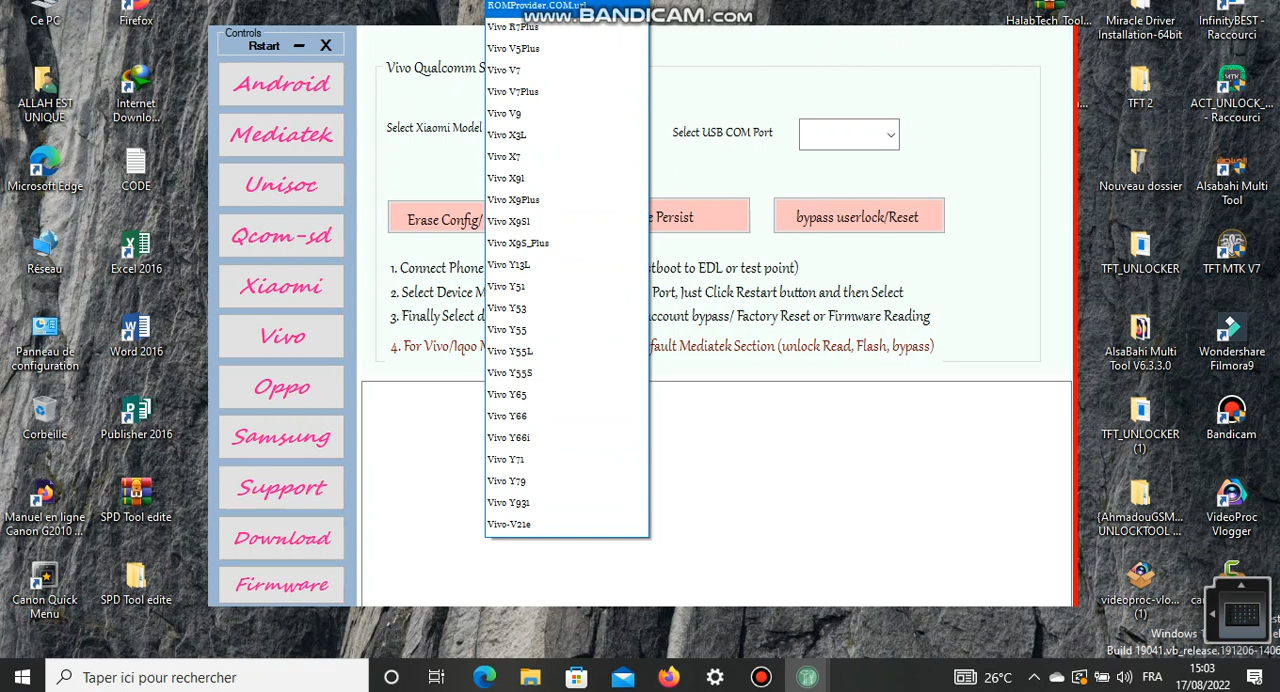 ROMProvider.COM.url
www.BANDICAM.com
Firefox
HalabTech_Tool...
Miracle Driver
Installation-64bit
InfinityBEST -
Raccourci
Controls
Rstart
X
Android
Mediatek
Unisoc
Qcom-sd
Xiaomi
Vivo
Oppo
Samsung
Support
Download
Firmware
Vivo Qualcomm S
Select Xiaomi Model
Select USB COM Port
Erase Config/
e Persist
bypass userlock/Reset
1. Connect Phone
stboot to EDL or test point)
2. Select Device M
Port, Just Click Restart button and then Select
3. Finally Select d
account bypass/ Factory Reset or Firmware Reading
4. For Vivo/Iqoo M
fault Mediatek Section (unlock Read, Flash, bypass)
Vivo R7Plus
Vivo V5Plus
Vivo V7
Vivo V7Plus
Vivo V9
Vivo X3L
Vivo X7
Vivo X9I
Vivo X9Plus
Vivo X9SI
Vivo X9S_Plus
Vivo Y13L
Vivo Y51
Vivo Y53
Vivo Y55
Vivo Y55L
Vivo Y55S
Vivo Y65
Vivo Y66
Vivo Y66i
Vivo Y71
Vivo Y79
Vivo Y93i
Vivo-V21e
Ce PC
ALLAH EST
UNIQUE
Internet
Downlo...
Microsoft Edge
CODE
Réseau
Excel 2016
Panneau de
configuration
Word 2016
Corbeille
Publisher 2016
Manuel en ligne
Canon G2010 ...
SPD Tool edite
Canon Quick
Menu
SPD Tool edite
TFT 2
ACT_UNLOCK_...
- Raccourci
Nouveau dossier
Alsabahi Multi
Tool
TFT_UNLOCKER
TFT MTK V7
AlsaBahi Multi
Tool V6.3.3.0
Wondershare
Filmora9
TFT_UNLOCKER
(1)
Bandicam
{AhmadouGSM...
UNLOCKTOOL ...
VideoProc
Vlogger
videoproc-vlo...
(1)
Windows 1
Build 19041.vb_release.191206-1406
Taper ici pour rechercher
26°C
FRA
15:03
17/08/2022